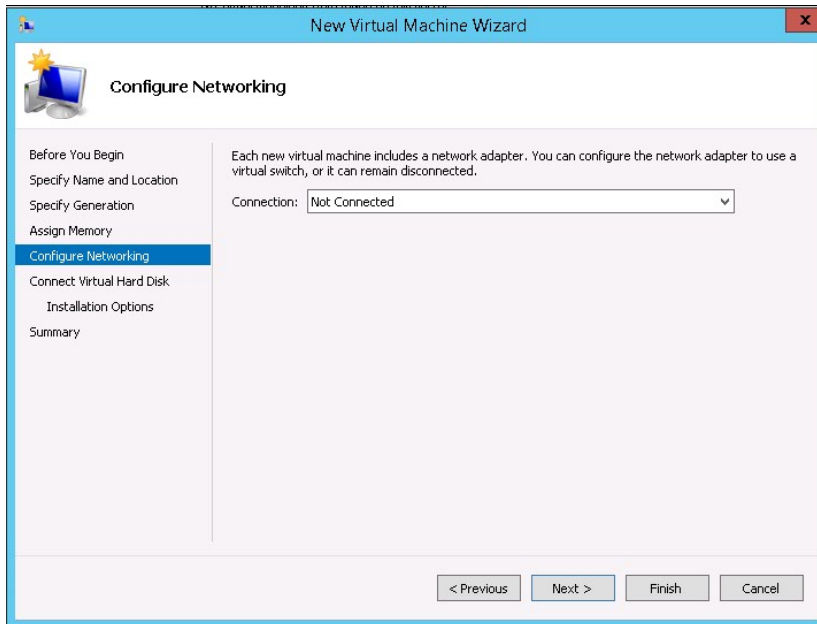 New Virtual Machine Wizard
x
Configure Networking
Before You Begin
Specify Name and Location
Specify Generation
Assign Memory
Configure Networking
Connect Virtual Hard Disk
Installation Options
Summary
Each new virtual machine includes a network adapter. You can configure the network adapter to use a
virtual switch, or it can remain disconnected.
Connection: Not Connected
< Previous Next > Finish Cancel